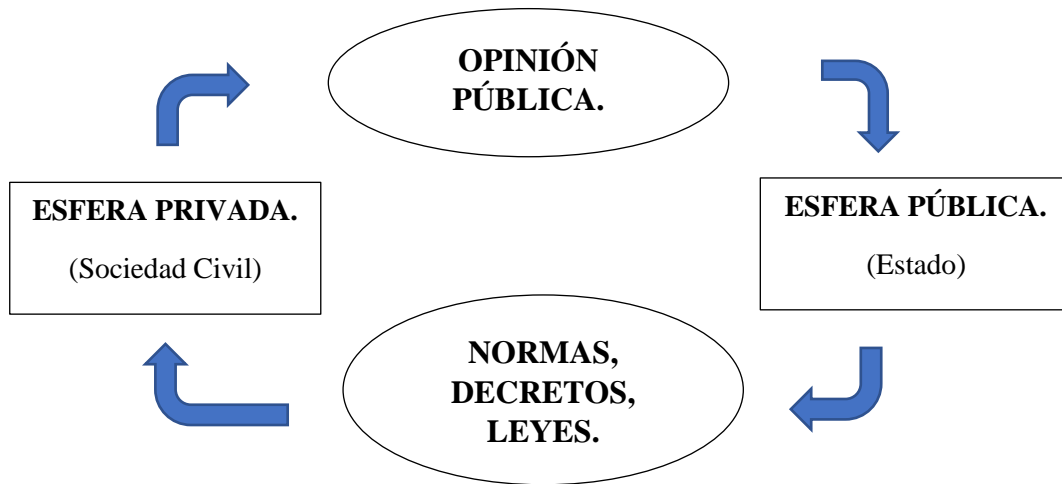 OPINIÓN
PÚBLICA.
ESFERA PRIVADA.
(Sociedad Civil)
ESFERA PÚBLICA.
(Estado)
NORMAS,
DECRETOS,
LEYES.